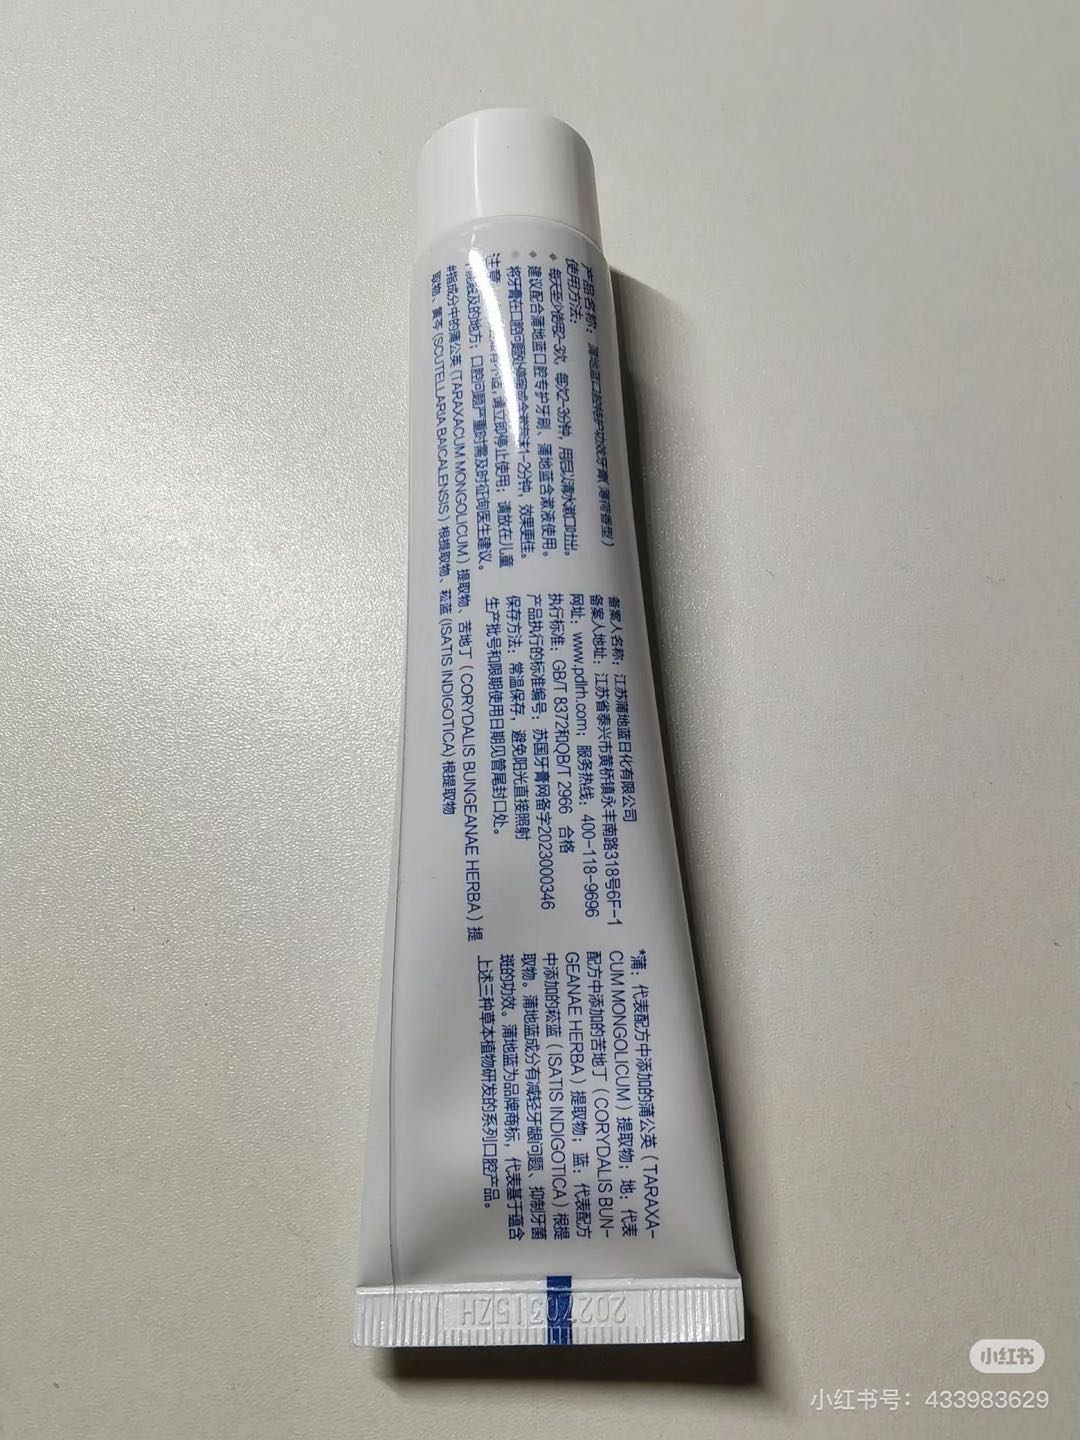 产品名称：蒲地蓝口腔特护功效牙膏（薄荷香型）
使用方法：
◆ 每天至少使用2-3次，每次2-3分钟，用后以清水漱口吐出。
◆ 建议配合蒲地蓝口腔专护牙刷、蒲地蓝含漱液使用。
将牙膏在口腔问题处停留或含漱泡沫1-2分钟，效果更佳。
注意
不适，请立即停止使用；请放在儿童
触及的地方；口腔问题严重时需及时征询医生建议。
#指成分中的蒲公英（TARAXACUM MONGOLICUM）提取物、苦地丁（CORYDALIS BUNGEANAE HERBA）提
取物、黄芩（SCUTELLARIA BAICALENSIS）根提取物、菘蓝（ISATIS INDIGOTICA）根提取物
备案人名称：江苏蒲地蓝日化有限公司
备案人地址：江苏省泰兴市黄桥镇永丰南路318号6F-1
网址：www.pdlrh.com；服务热线：400-118-9696
执行标准：GB/T 8372和QB/T 2966 合格
产品执行的标准编号：苏国牙膏网备字2023000346
保存方法：常温保存，避免阳光直接照射
生产批号和限期使用日期见管尾封口处。
*蒲：代表配方中添加的蒲公英（TARAXA-
CUM MONGOLICUM）提取物；地：代表
配方中添加的苦地丁（CORYDALIS BUN-
GEANAE HERBA）提取物；蓝：代表配方
中添加的菘蓝（ISATIS INDIGOTICA）根提
取物。蒲地蓝成分有减轻牙龈问题、抑制牙菌
斑的功效。蒲地蓝为品牌商标，代表基于蕴含
上述三种草本植物研发的系列口腔产品。
20270315ZH
小红书
小红书号：433983629